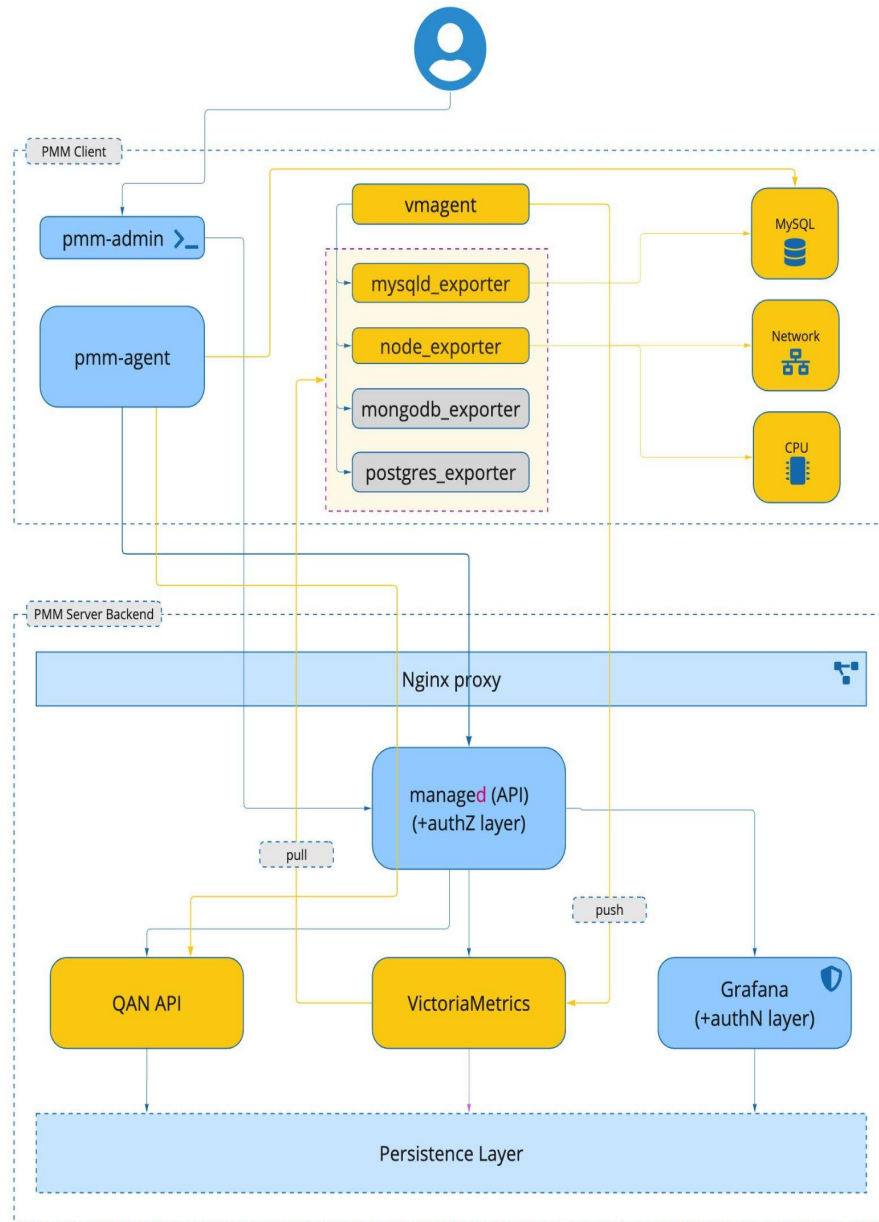 PMM Client
pmm-admin
vmagent
MySQL
mysqld_exporter
pmm-agent
node_exporter
Network
mongodb_exporter
CPU
postgres_exporter
PMM Server Backend
Nginx proxy
managed (API)
(+authZ layer)
pull
push
QAN API
VictoriaMetrics
Grafana
(+authN layer)
Persistence Layer